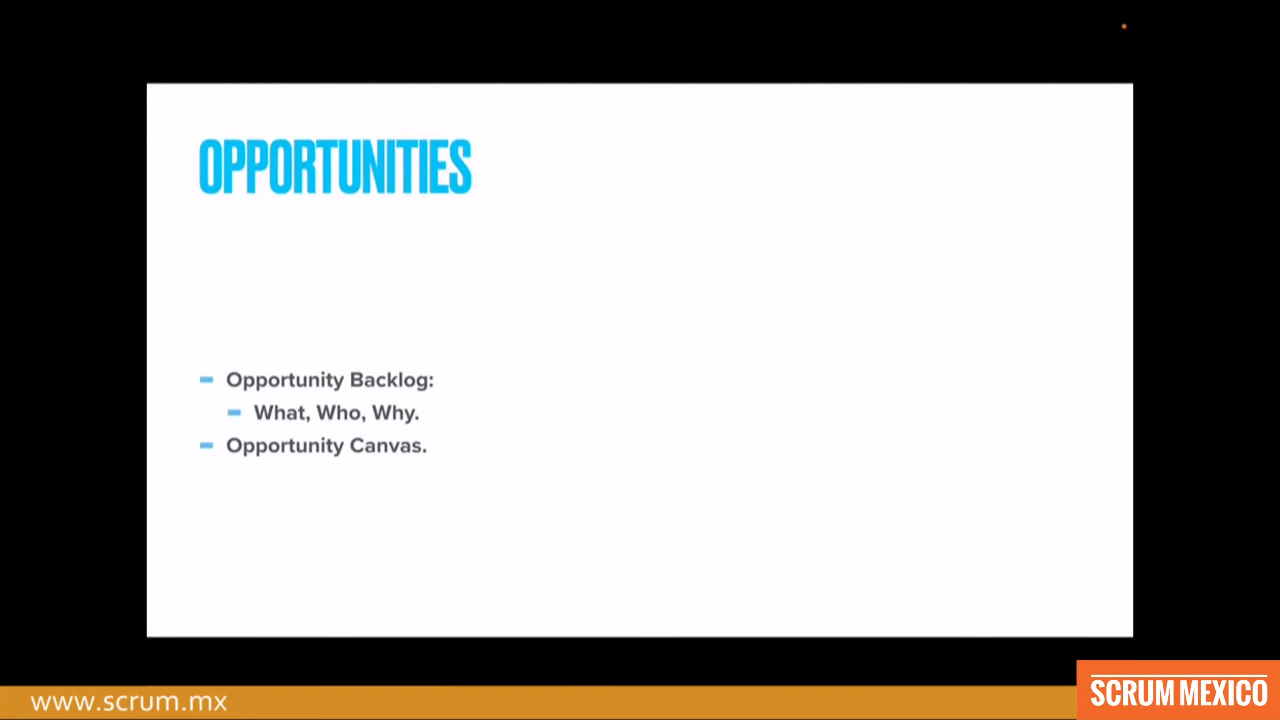 OPPORTUNITIES
Opportunity Backlog:
What, Who, Why.
Opportunity Canvas.
www.scrum.mx
SCRUM MEXICO